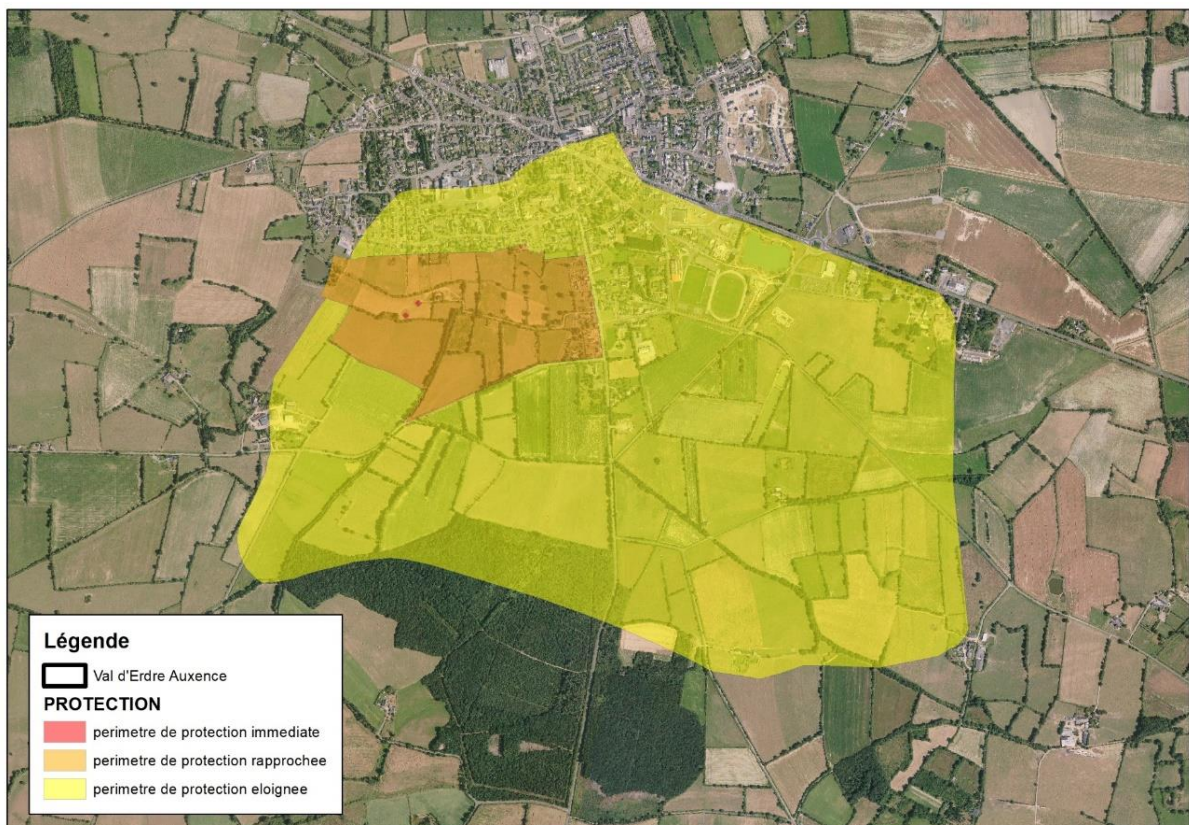 Légende
Val d'Erdre Auxence
PROTECTION
perimetre de protection immediate
perimetre de protection rapprochee
perimetre de protection eloignee